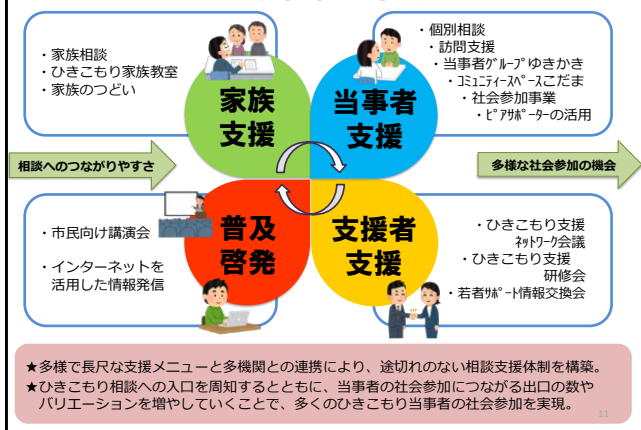 ・家族相談
・ひきこもり家族教室
・家族のつどい
家族
支援
当事者
支援
・個別相談
・訪問支援
・当事者ｸﾞﾙｰﾌﾟゆきかき
・ｺﾐｭﾆﾃｨｰｽﾍﾟｰｽこだま
・社会参加事業
・ﾋﾟｱｻﾎﾟｰﾀｰの活用
相談へのつながりやすさ
多様な社会参加の機会
・市民向け講演会
・インターネットを
活用した情報発信
普及
啓発
支援者
支援
・ひきこもり支援
ﾈｯﾄﾜｰｸ会議
・ひきこもり支援
研修会
・若者ｻﾎﾟｰﾄ情報交換会
★多様で長尺な支援メニューと多機関との連携により、途切れのない相談支援体制を構築。
★ひきこもり相談への入口を周知するとともに、当事者の社会参加につながる出口の数や
バリエーションを増やしていくことで、多くのひきこもり当事者の社会参加を実現。
11